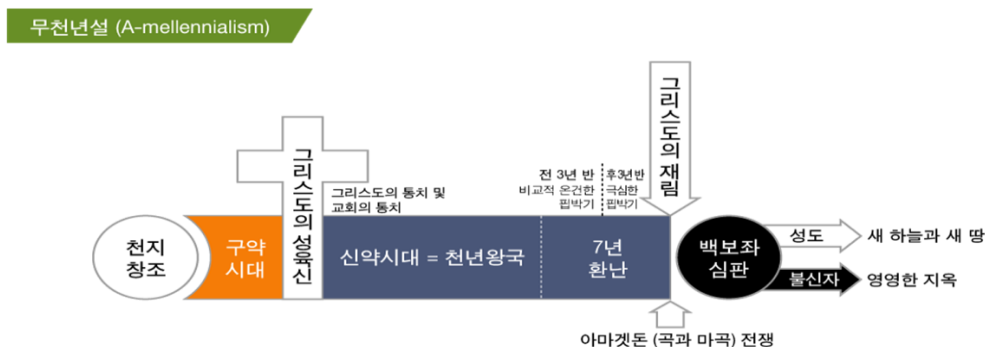 무천년설 (A-mellennialism)
천지
창조
구약
시대
그리스도의 성육신
그리스도의 통치 및
교회의 통치
신약시대 = 천년왕국
전 3년 반
비교적 온건한
핍박기
후3년반
극심한
핍박기
7년
환난
그리스도의 재림
아마겟돈 (곡과 마곡) 전쟁
백보좌
심판
성도
새 하늘과 새 땅
불신자
영영한 지옥